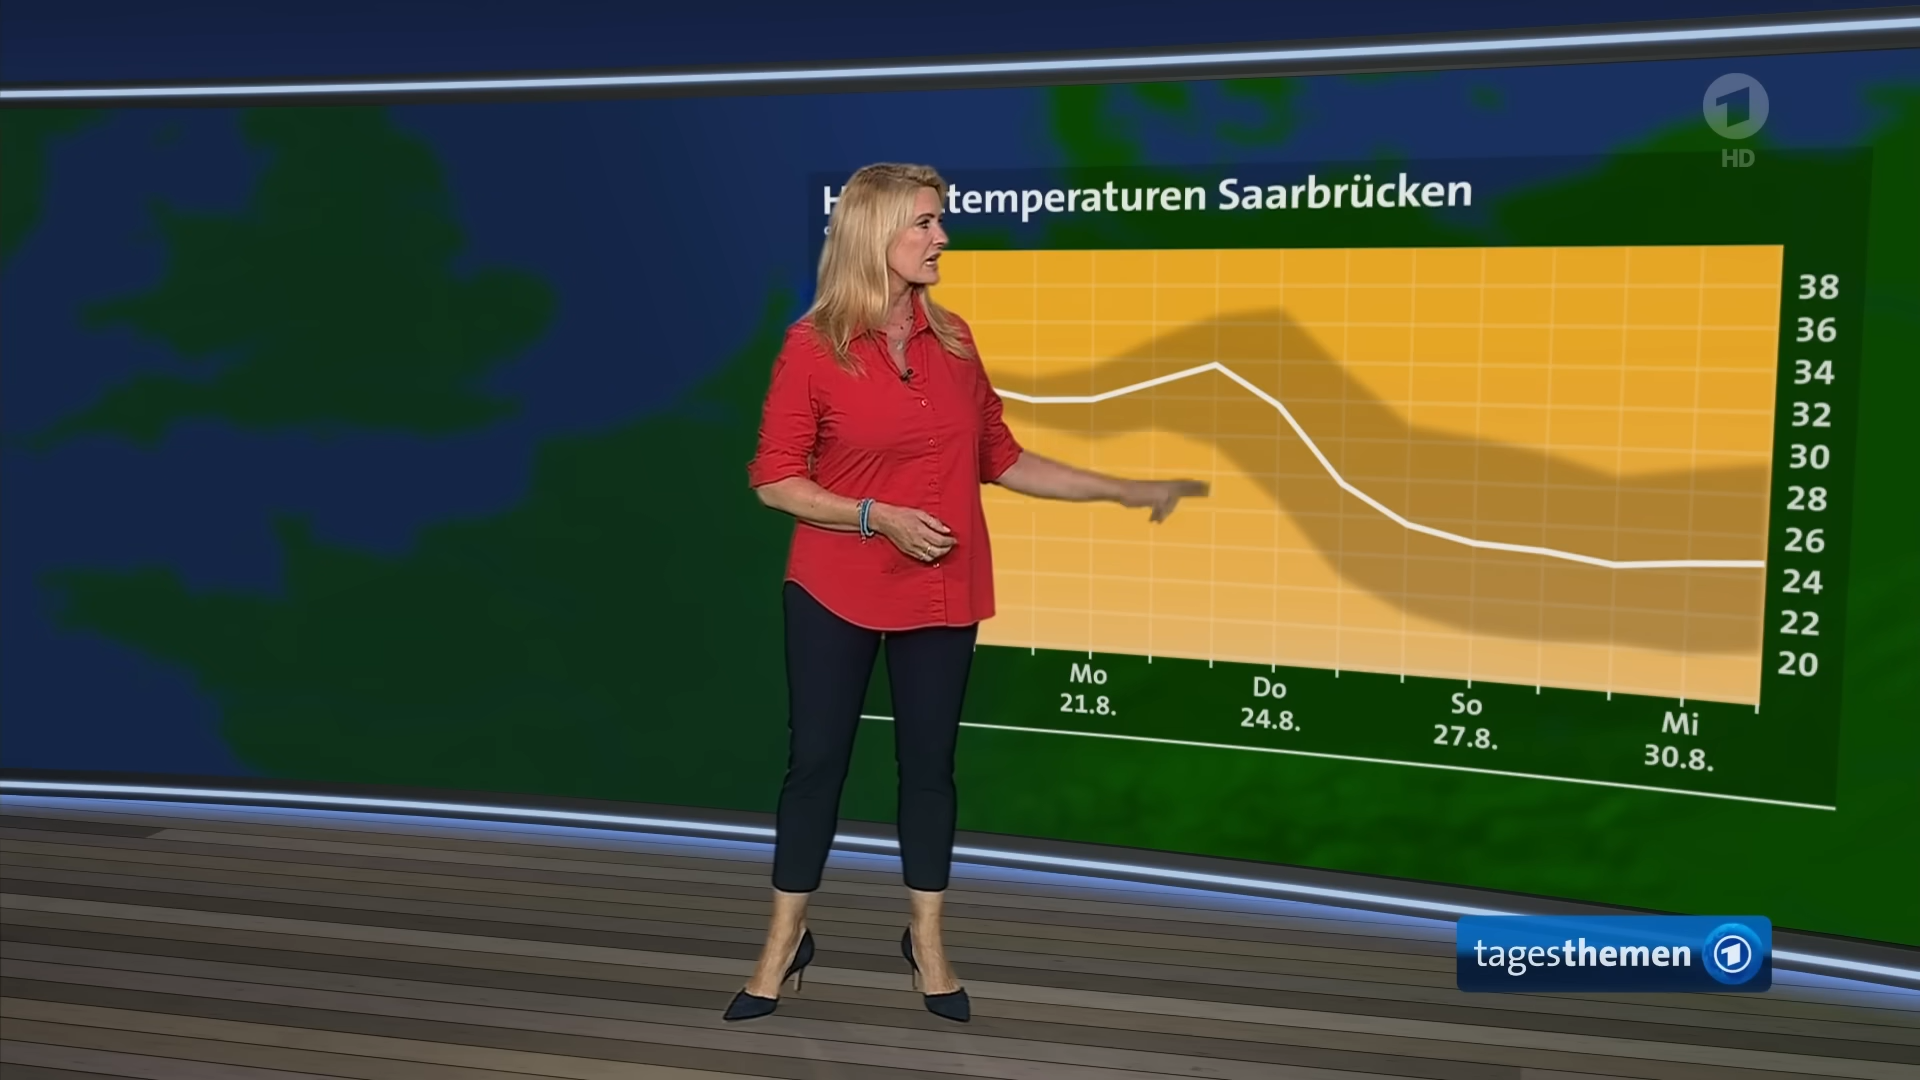 HD
H temperaturen Saarbrücken
38
36
34
32
30
28
26
24
22
20
Mo Do So Mi
21.8. 24.8. 27.8. 30.8.
tagesthemen